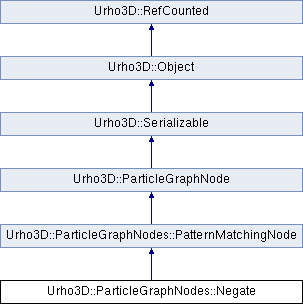 Urho3D::RefCounted
Urho3D::Object
Urho3D::Serializable
Urho3D::ParticleGraphNode
Urho3D::ParticleGraphNodes::PatternMatchingNode
Urho3D::ParticleGraphNodes::Negate